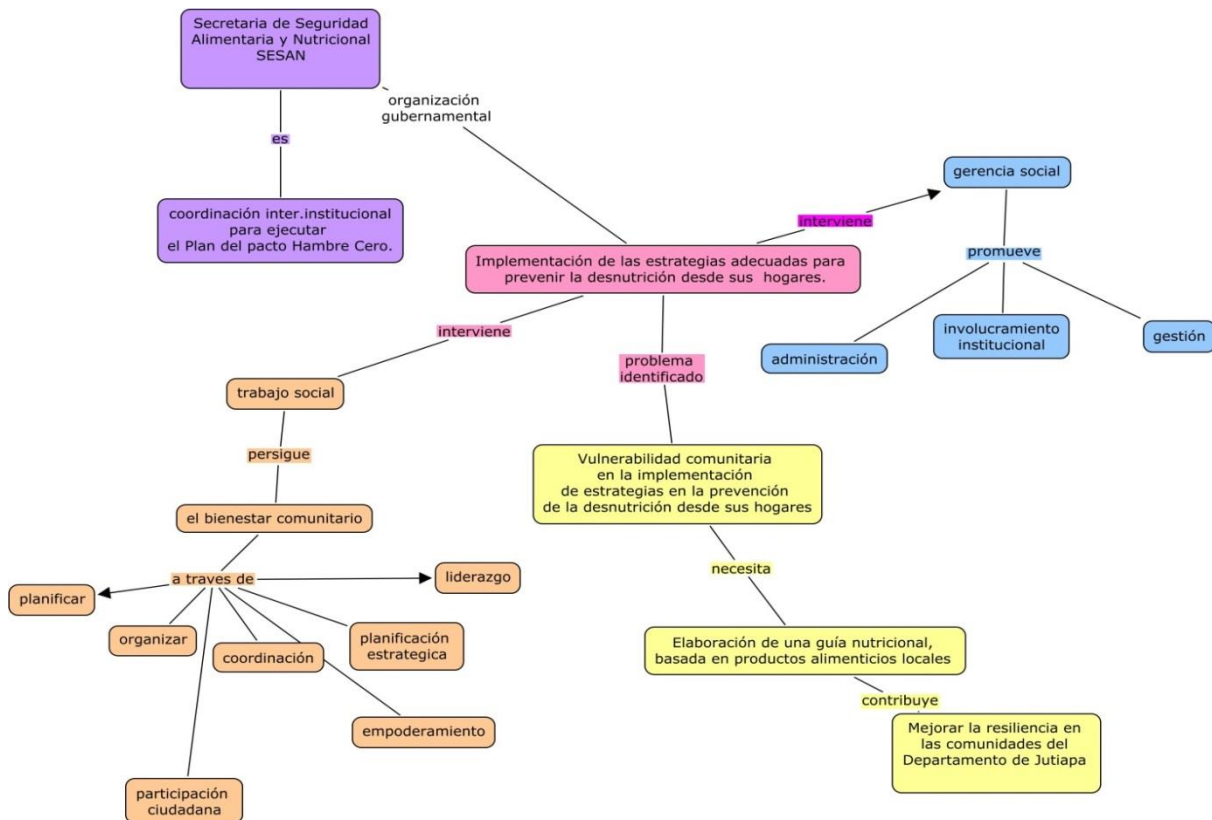 Secretaria de Seguridad
Alimentaria y Nutricional
SESAN
organización
gubernamental
es
coordinación inter.institucional
para ejecutar
el Plan del pacto Hambre Cero.
gerencia social
interviene
promueve
administración
involucramiento
institucional
gestión
Implementación de las estrategias adecuadas para
prevenir la desnutrición desde sus hogares.
interviene
problema
identificado
trabajo social
persigue
el bienestar comunitario
a traves de
planificar
liderazgo
organizar
coordinación
planificación
estrategica
empoderamiento
participación
ciudadana
Vulnerabilidad comunitaria
en la implementación
de estrategias en la prevención
de la desnutrición desde sus hogares
necesita
Elaboración de una guía nutricional,
basada en productos alimenticios locales
contribuye
Mejorar la resiliencia en
las comunidades del
Departamento de Jutiapa